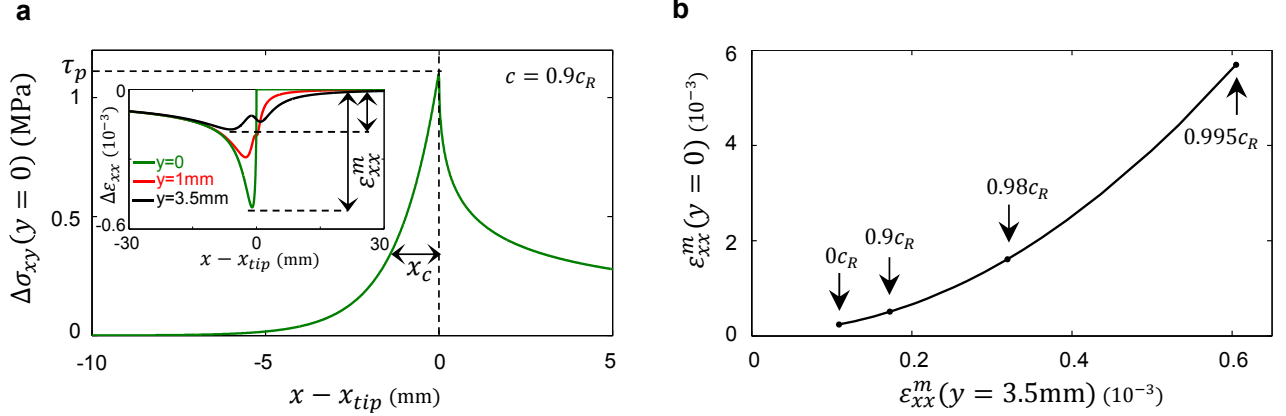 a
Δσ_xy(y = 0) (MPa)
τ_p
1
0.5
0
-10
-5
0
5
x − x_tip (mm)
c = 0.9c_R
x_c
0
-0.6
Δε_xx (10⁻³)
-30
0
30
x − x_tip (mm)
y=0
y=1mm
y=3.5mm
ε^m_xx
b
ε^m_xx(y = 0) (10⁻³)
6
4
2
0
0
0.2
0.4
0.6
ε^m_xx(y = 3.5mm) (10⁻³)
0c_R
0.9c_R
0.98c_R
0.995c_R